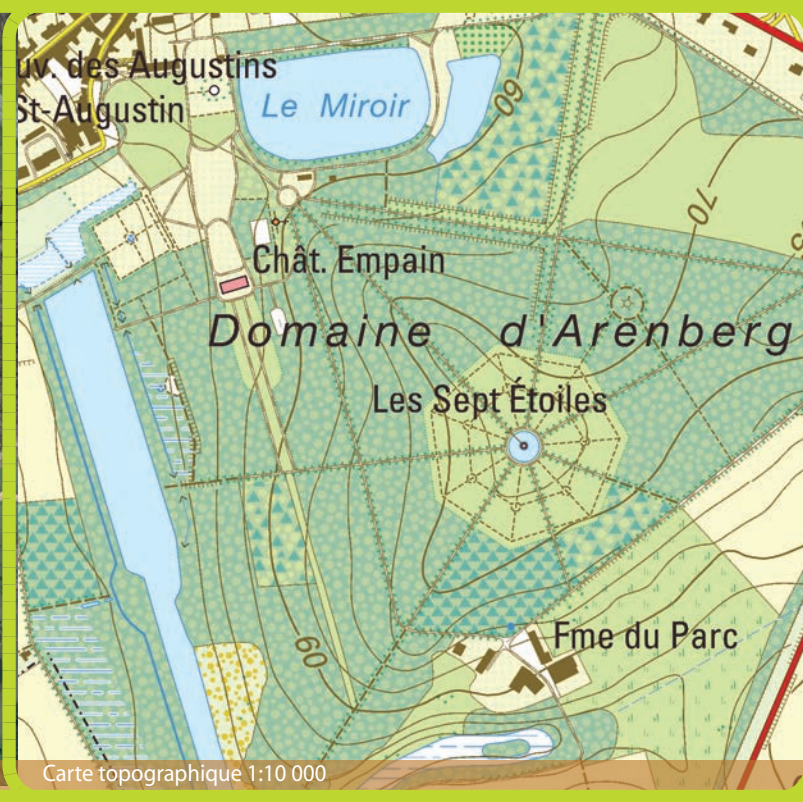 uv. des Augustins
St-Augustin
Le Miroir
60
70
Chât. Empain
Domaine d'Arenberg
Les Sept Étoiles
60
Fme du Parc
Carte topographique 1:10 000